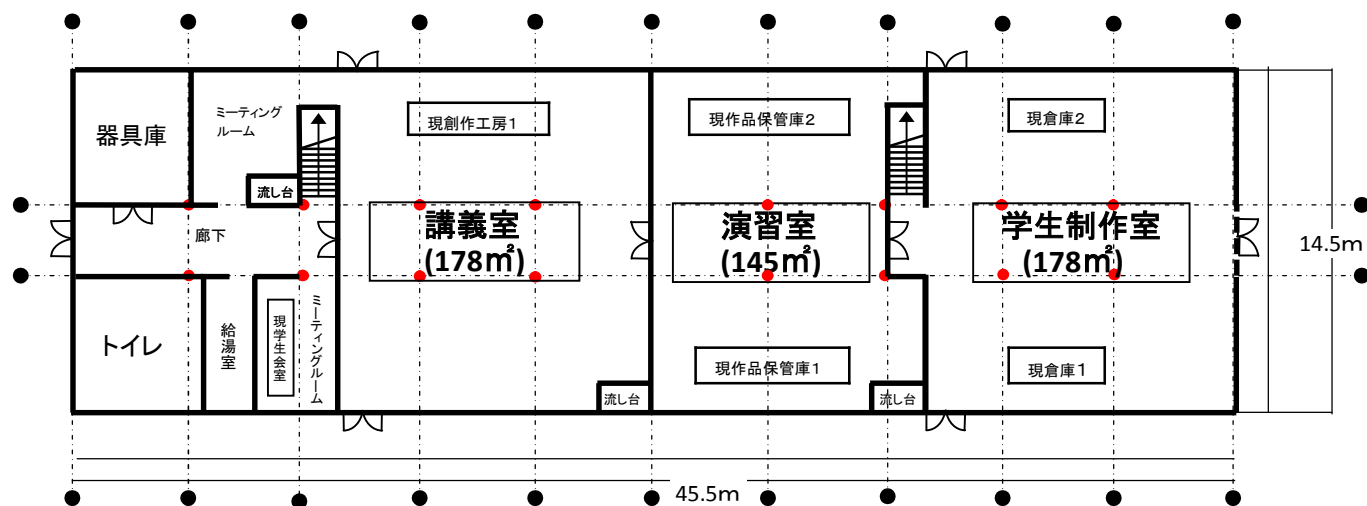 器具庫
ミーティング
ルーム
流し台
廊下
トイレ
給湯室
現学生会室
ミーティングルーム
現創作工房1
講義室
(178㎡)
流し台
現作品保管庫2
演習室
(145㎡)
現作品保管庫1
流し台
現倉庫2
学生制作室
(178㎡)
現倉庫1
14.5m
45.5m